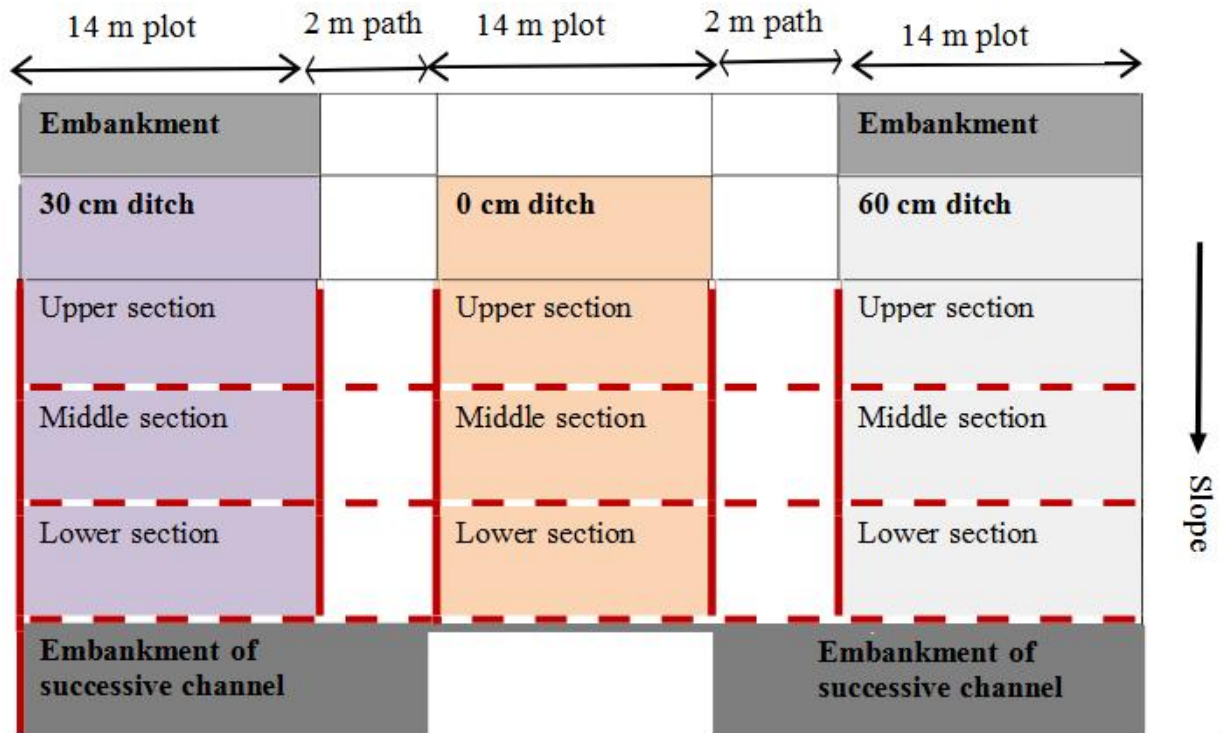 14 m plot
2 m path
14 m plot
2 m path
14 m plot
Embankment
Embankment
30 cm ditch
0 cm ditch
60 cm ditch
Upper section
Upper section
Upper section
Middle section
Middle section
Middle section
Lower section
Lower section
Lower section
Slope
Embankment of
successive channel
Embankment of
successive channel